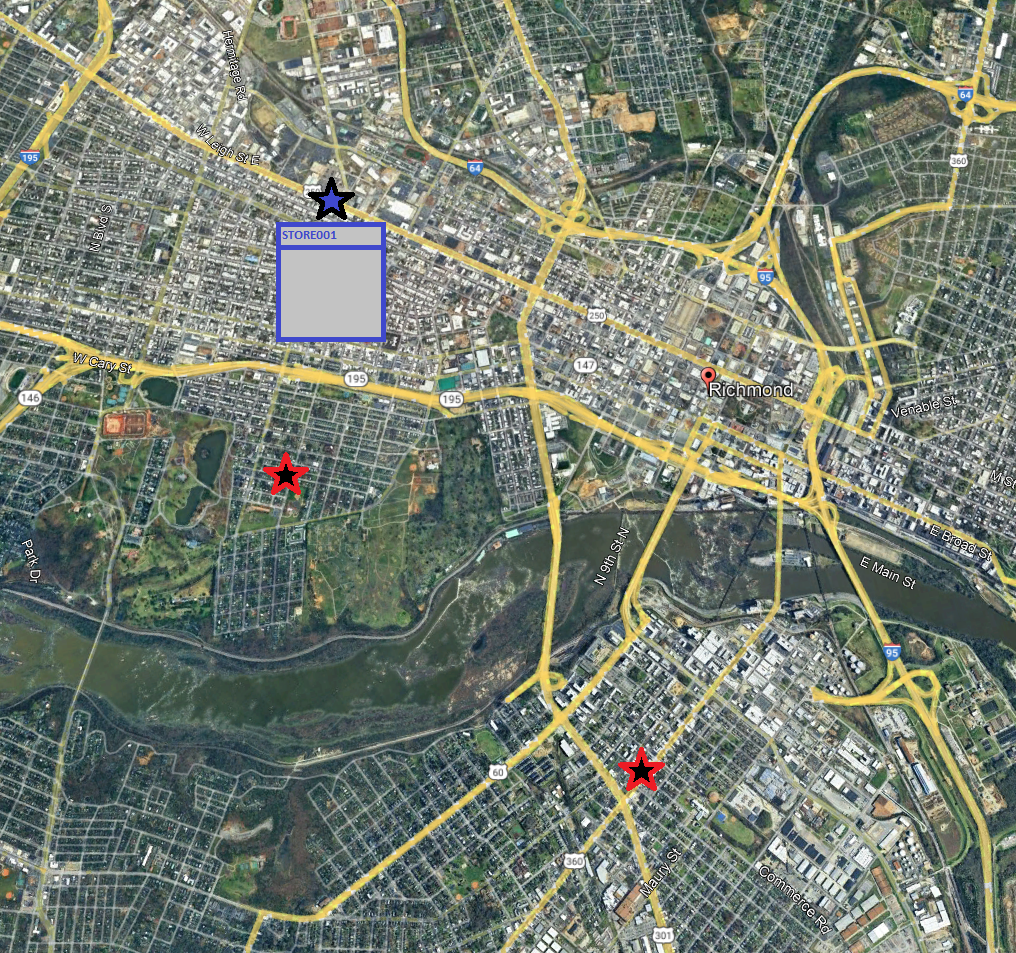 Hermitage Rd
64
W Leigh St E
195
64
360
STORE001
N Blvd S
95
250
W Cary St
195
147
146
195
Richmond
Venable St
M St
E Broad St
N 9th St N
Park Dr
E Main St
95
60
360
Maury St
Commerce Rd
301